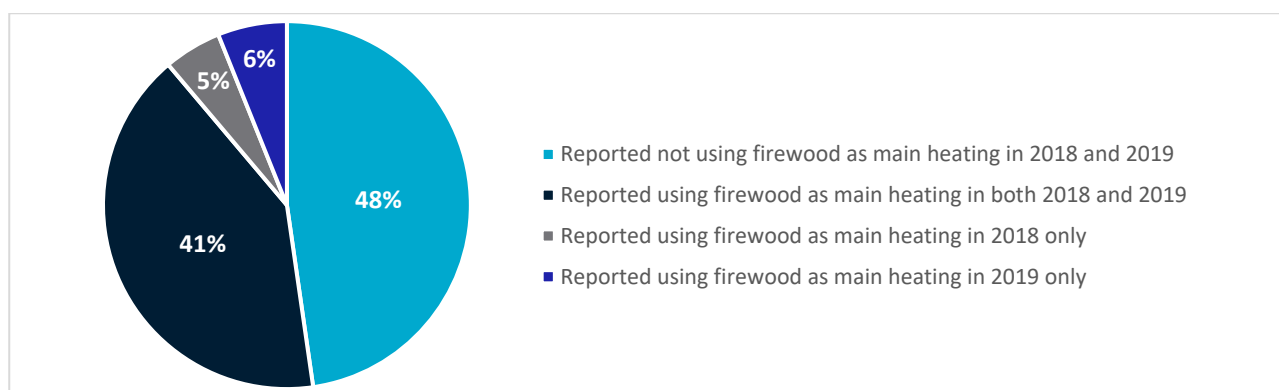 6%
5%
48%
41%
Reported not using firewood as main heating in 2018 and 2019
Reported using firewood as main heating in both 2018 and 2019
Reported using firewood as main heating in 2018 only
Reported using firewood as main heating in 2019 only